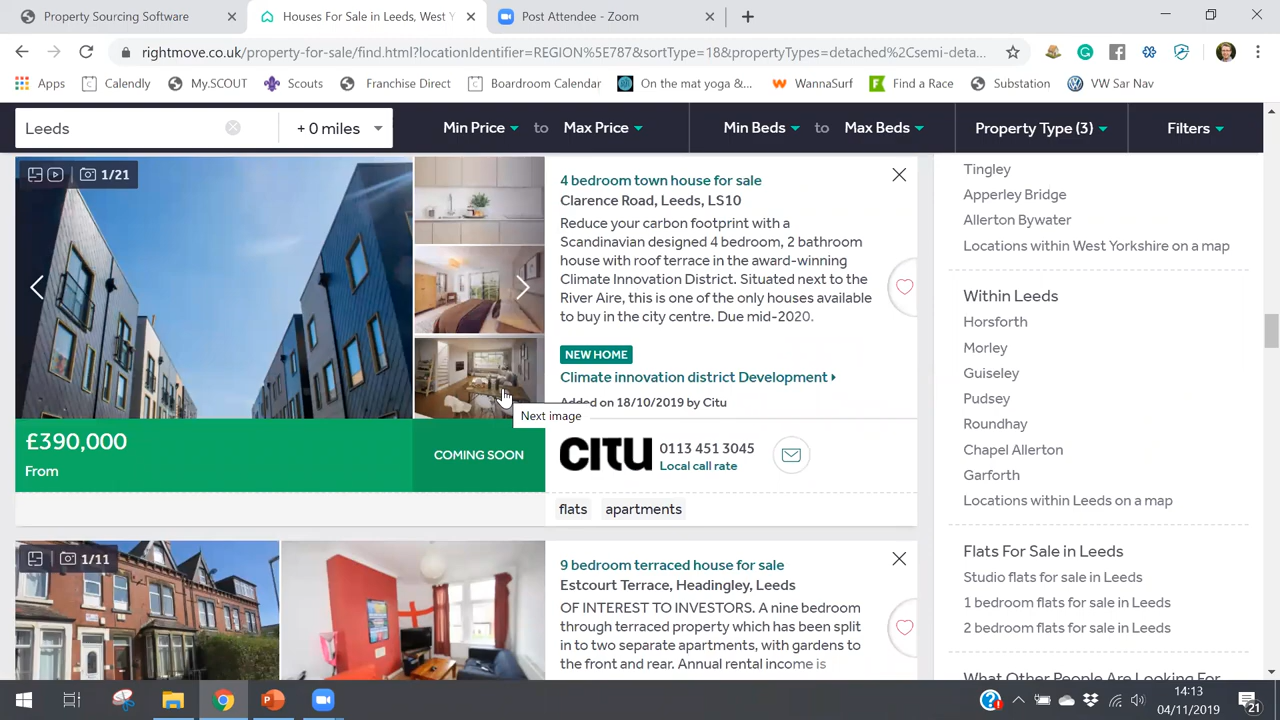 Property Sourcing Software
Houses For Sale in Leeds, West Y
Post Attendee - Zoom
rightmove.co.uk/property-for-sale/find.html?locationIdentifier=REGION%5E787&sortType=18&propertyTypes=detached%2Csemi-deta...
Apps
Calendly
My.SCOUT
Scouts
Franchise Direct
Boardroom Calendar
On the mat yoga &...
WannaSurf
Find a Race
Substation
VW Sar Nav
Leeds
+ 0 miles
Min Price
to
Max Price
Min Beds
to
Max Beds
Property Type (3)
Filters
1/21
4 bedroom town house for sale
Clarence Road, Leeds, LS10
Reduce your carbon footprint with a
Scandinavian designed 4 bedroom, 2 bathroom
house with roof terrace in the award-winning
Climate Innovation District. Situated next to the
River Aire, this is one of the only houses available
to buy in the city centre. Due mid-2020.
NEW HOME
Climate innovation district Development
Added on 18/10/2019 by Citu
Next image
£390,000
From
COMING SOON
CITU
0113 451 3045
Local call rate
flats
apartments
1/11
9 bedroom terraced house for sale
Estcourt Terrace, Headingley, Leeds
OF INTEREST TO INVESTORS. A nine bedroom
through terraced property which has been split
in to two separate apartments, with gardens to
the front and rear. Annual rental income is
Tingley
Apperley Bridge
Allerton Bywater
Locations within West Yorkshire on a map
Within Leeds
Horsforth
Morley
Guiseley
Pudsey
Roundhay
Chapel Allerton
Garforth
Locations within Leeds on a map
Flats For Sale in Leeds
Studio flats for sale in Leeds
1 bedroom flats for sale in Leeds
2 bedroom flats for sale in Leeds
What Other People Are Looking For
14:13
04/11/2019
21